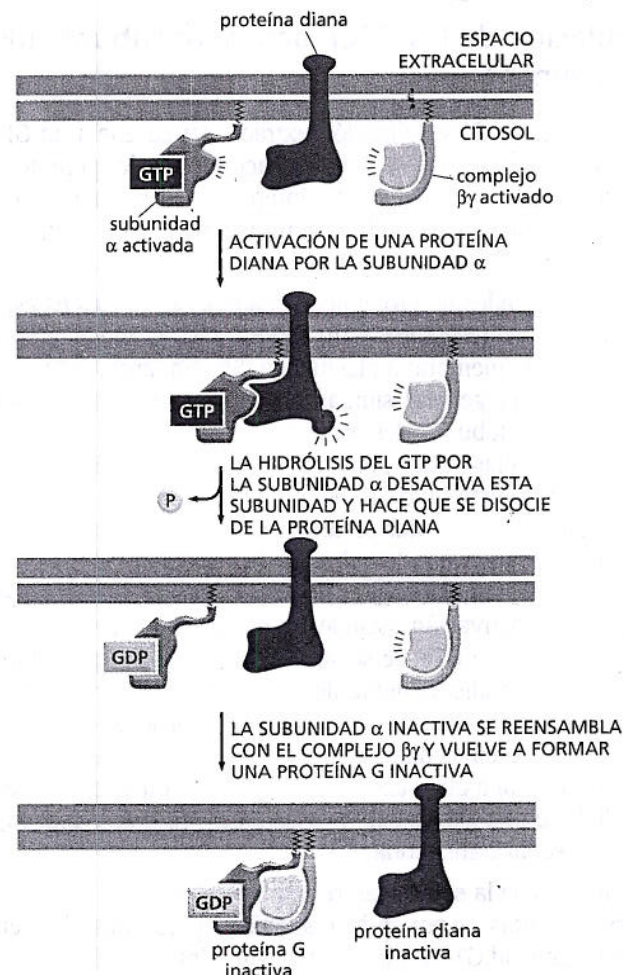 proteína diana
ESPACIO
EXTRACELULAR
CITOSOL
GTP
complejo
βγ activado
subunidad
α activada
ACTIVACIÓN DE UNA PROTEÍNA
DIANA POR LA SUBUNIDAD α
GTP
LA HIDRÓLISIS DEL GTP POR
LA SUBUNIDAD α DESACTIVA ESTA
SUBUNIDAD Y HACE QUE SE DISOCIE
DE LA PROTEÍNA DIANA
P
GDP
LA SUBUNIDAD α INACTIVA SE REENSAMBLA
CON EL COMPLEJO βγ Y VUELVE A FORMAR
UNA PROTEÍNA G INACTIVA
GDP
proteína G
inactiva
proteína diana
inactiva